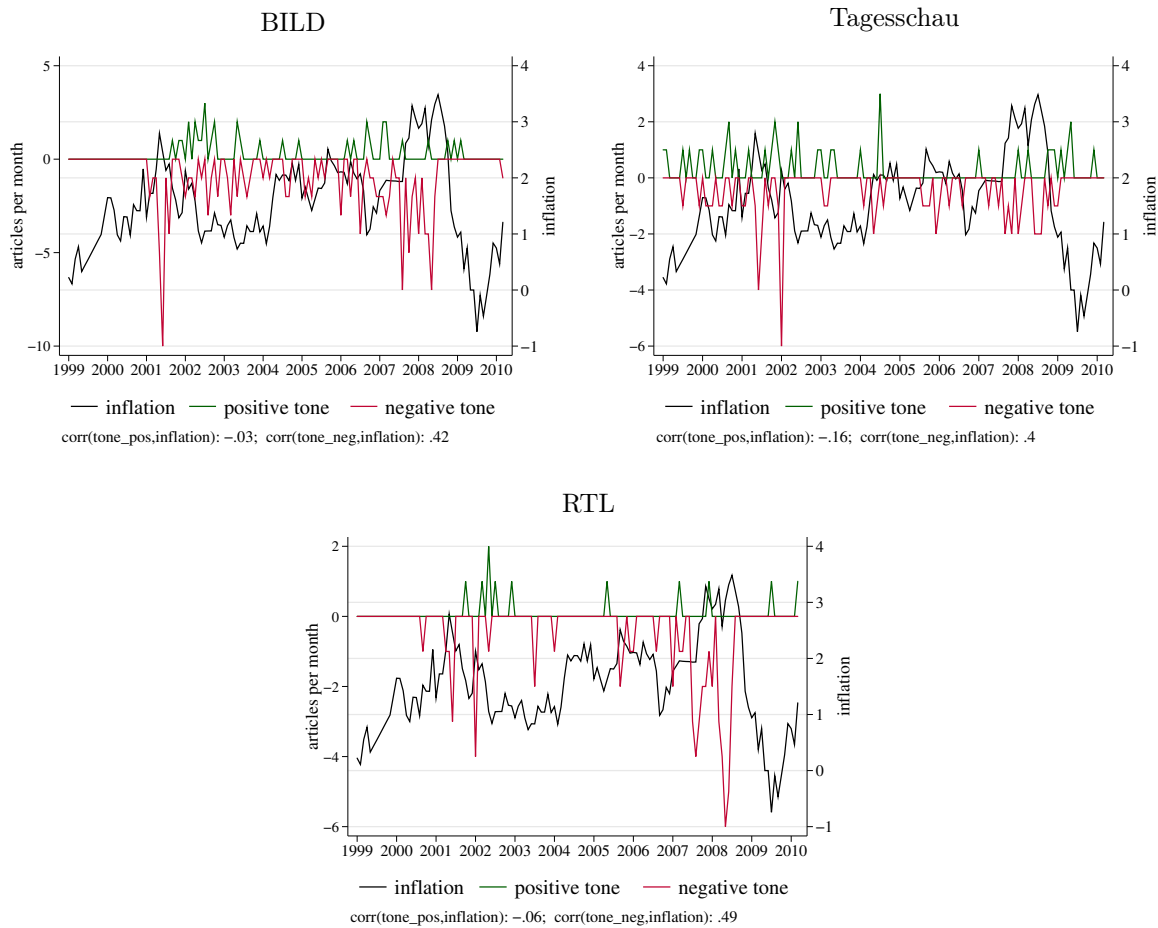 BILD
articles per month
5
0
−5
−10
4
3
2
1
0
−1
inflation
1999 2000 2001 2002 2003 2004 2005 2006 2007 2008 2009 2010
inflation positive tone negative tone
corr(tone_pos,inflation): −.03; corr(tone_neg,inflation): .42
Tagesschau
articles per month
4
2
0
−2
−4
−6
4
3
2
1
0
−1
inflation
1999 2000 2001 2002 2003 2004 2005 2006 2007 2008 2009 2010
inflation positive tone negative tone
corr(tone_pos,inflation): −.16; corr(tone_neg,inflation): .4
RTL
articles per month
2
0
−2
−4
−6
4
3
2
1
0
−1
inflation
1999 2000 2001 2002 2003 2004 2005 2006 2007 2008 2009 2010
inflation positive tone negative tone
corr(tone_pos,inflation): −.06; corr(tone_neg,inflation): .49